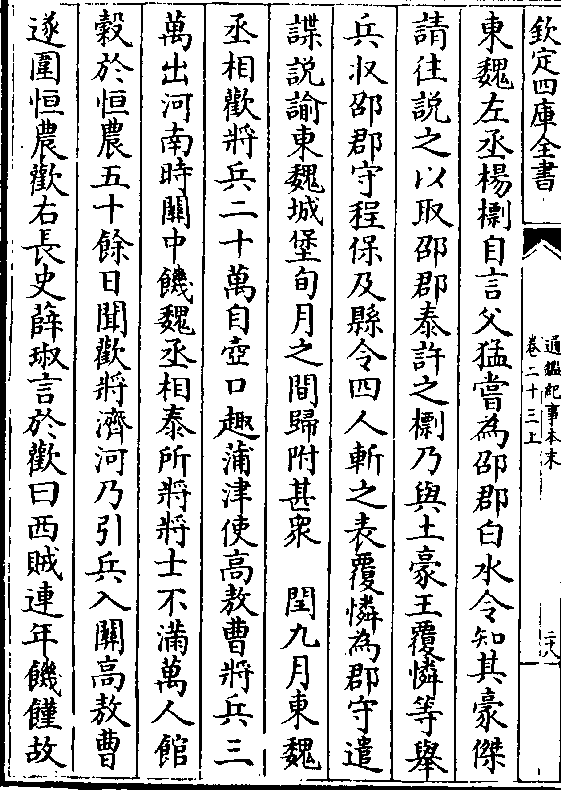 欽定四庫全書
通鑑紀事本末
卷二十三上
二八
東魏左丞楊㯹自言父猛嘗為邵郡白水令知其豪傑
請往說之以取邵郡泰許之㯹乃與土豪王覆憐等舉
兵収邵郡守程保及縣令四人斬之表覆憐為郡守遣
諜説諭東魏城堡旬月之間歸附甚衆　閏九月東魏
丞相歡將兵二十萬自壺口趣蒲津使高敖曹將兵三
萬出河南時關中饑魏丞相泰所將將士不滿萬人館
穀於恒農五十餘日聞歡將濟河乃引兵入關高敖曹
遂圍恒農歡右長史薛琡言於歡曰西賊連年饑饉故